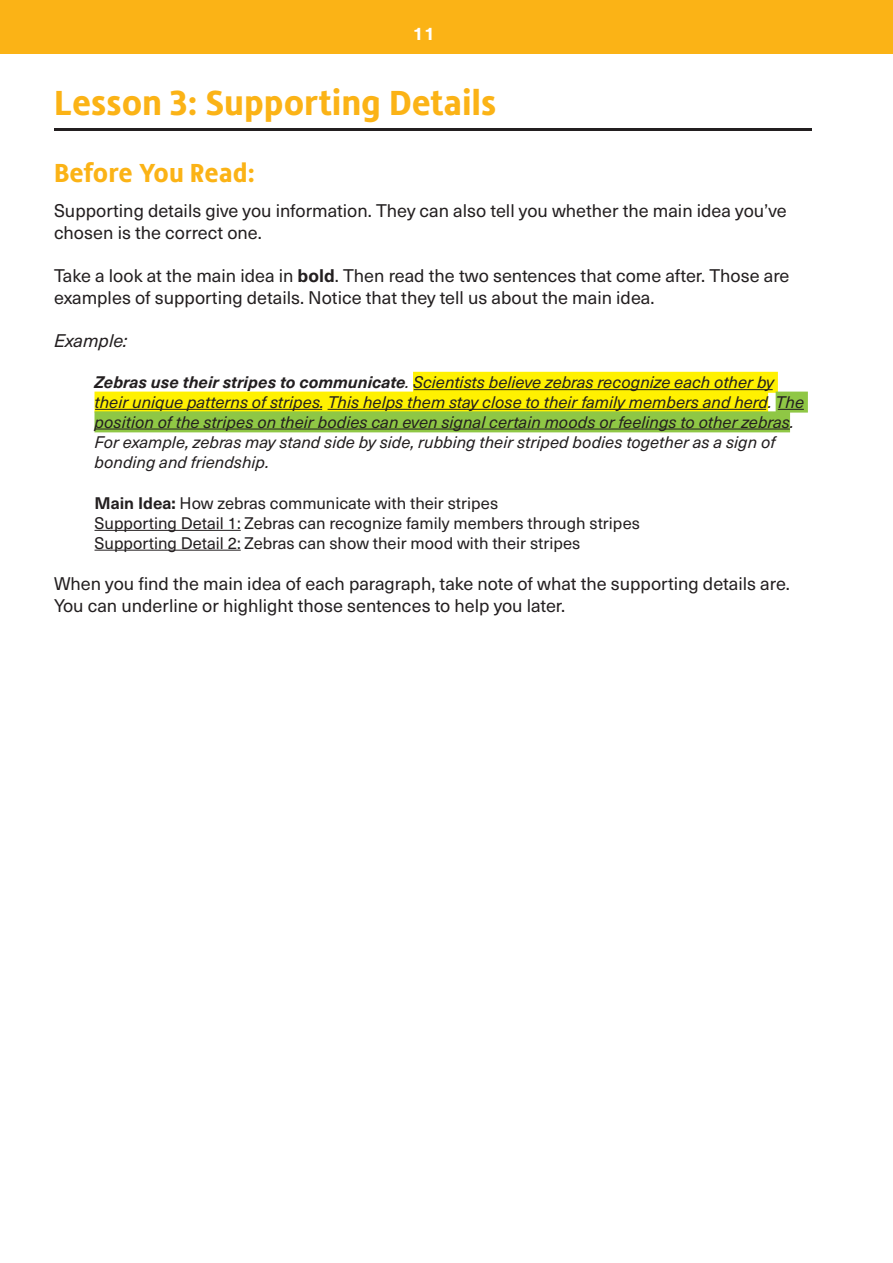 11
Lesson 3: Supporting Details
Before You Read:
Supporting details give you information. They can also tell you whether the main idea you’ve
chosen is the correct one.
Take a look at the main idea in bold. Then read the two sentences that come after. Those are
examples of supporting details. Notice that they tell us about the main idea.
Example:
Zebras use their stripes to communicate. Scientists believe zebras recognize each other by
their unique patterns of stripes. This helps them stay close to their family members and herd. The
position of the stripes on their bodies can even signal certain moods or feelings to other zebras.
For example, zebras may stand side by side, rubbing their striped bodies together as a sign of
bonding and friendship.
Main Idea: How zebras communicate with their stripes
Supporting Detail 1: Zebras can recognize family members through stripes
Supporting Detail 2: Zebras can show their mood with their stripes
When you find the main idea of each paragraph, take note of what the supporting details are.
You can underline or highlight those sentences to help you later.